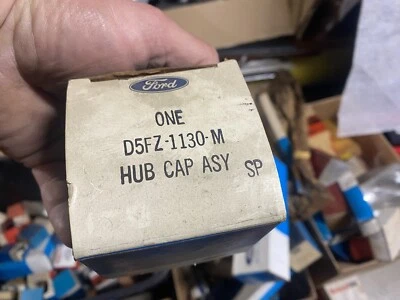 Ford
ONE
D5FZ-1130-M
HUB CAP ASY SP